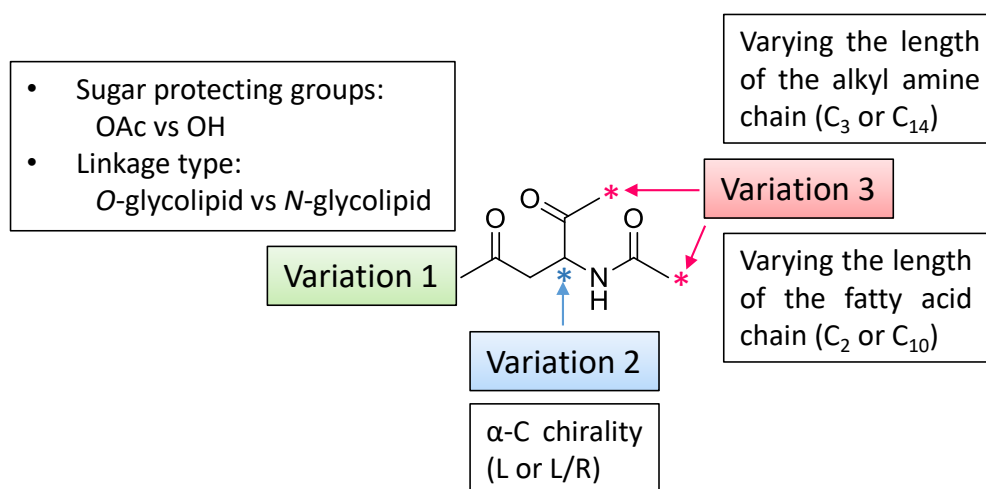 • Sugar protecting groups:
OAc vs OH
• Linkage type:
O-glycolipid vs N-glycolipid
Varying the length
of the alkyl amine
chain (C₃ or C₁₄)
Variation 3
Varying the length
of the fatty acid
chain (C₂ or C₁₀)
Variation 1
O
O
O
*
*
*
N
H
Variation 2
α-C chirality
(L or L/R)